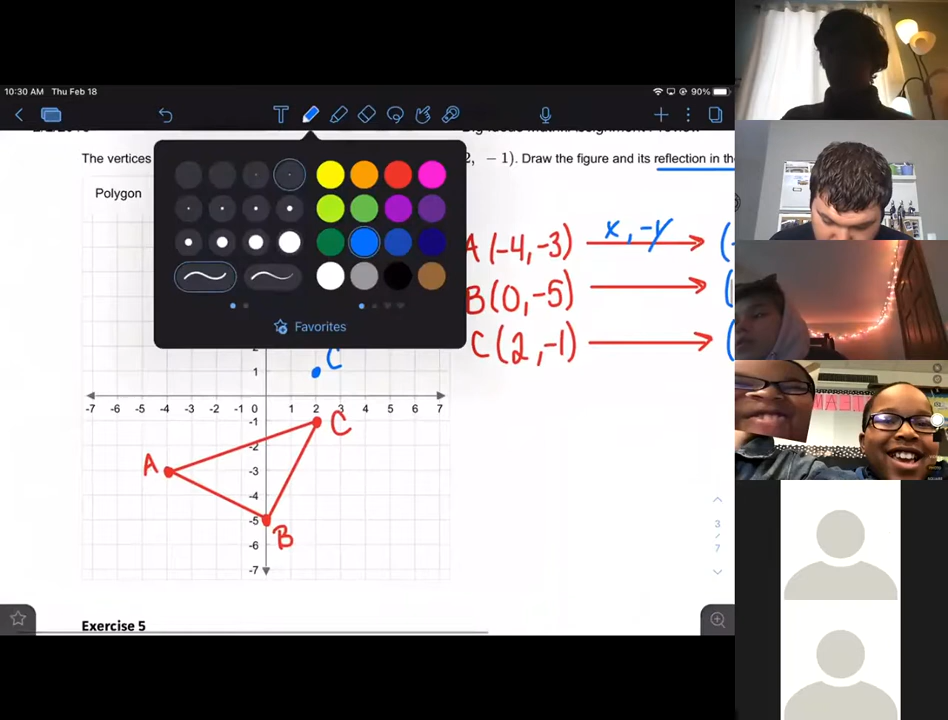 10:30 AM Thu Feb 18
90%
The vertices
2, −1). Draw the figure and its reflection in the
Polygon
Favorites
A (-4, -3) x, -y (
B (0, -5) (
C (2, -1) (
2
C
1
-7 -6 -5 -4 -3 -2 -1 0 1 2 3 4 5 6 7
-1
C
-2
A
-3
-4
-5
B
-6
-7
3
7
Exercise 5